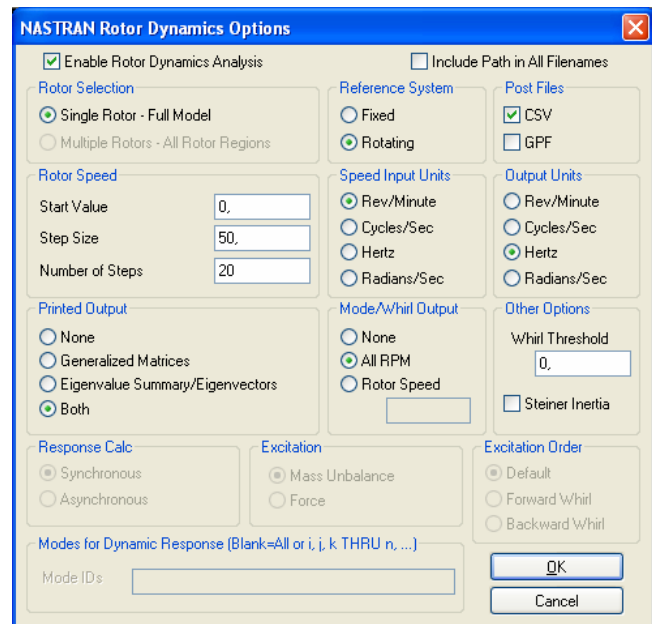 NASTRAN Rotor Dynamics Options
Enable Rotor Dynamics Analysis
Include Path in All Filenames
Rotor Selection
Single Rotor - Full Model
Multiple Rotors - All Rotor Regions
Reference System
Fixed
Rotating
Post Files
CSV
GPF
Rotor Speed
Start Value 0,
Step Size 50,
Number of Steps 20
Speed Input Units
Rev/Minute
Cycles/Sec
Hertz
Radians/Sec
Output Units
Rev/Minute
Cycles/Sec
Hertz
Radians/Sec
Printed Output
None
Generalized Matrices
Eigenvalue Summary/Eigenvectors
Both
Mode/Whirl Output
None
All RPM
Rotor Speed
Other Options
Whirl Threshold
0,
Steiner Inertia
Response Calc
Synchronous
Asynchronous
Excitation
Mass Unbalance
Force
Excitation Order
Default
Forward Whirl
Backward Whirl
Modes for Dynamic Response (Blank=All or i, j, k THRU n, ...)
Mode IDs
OK
Cancel